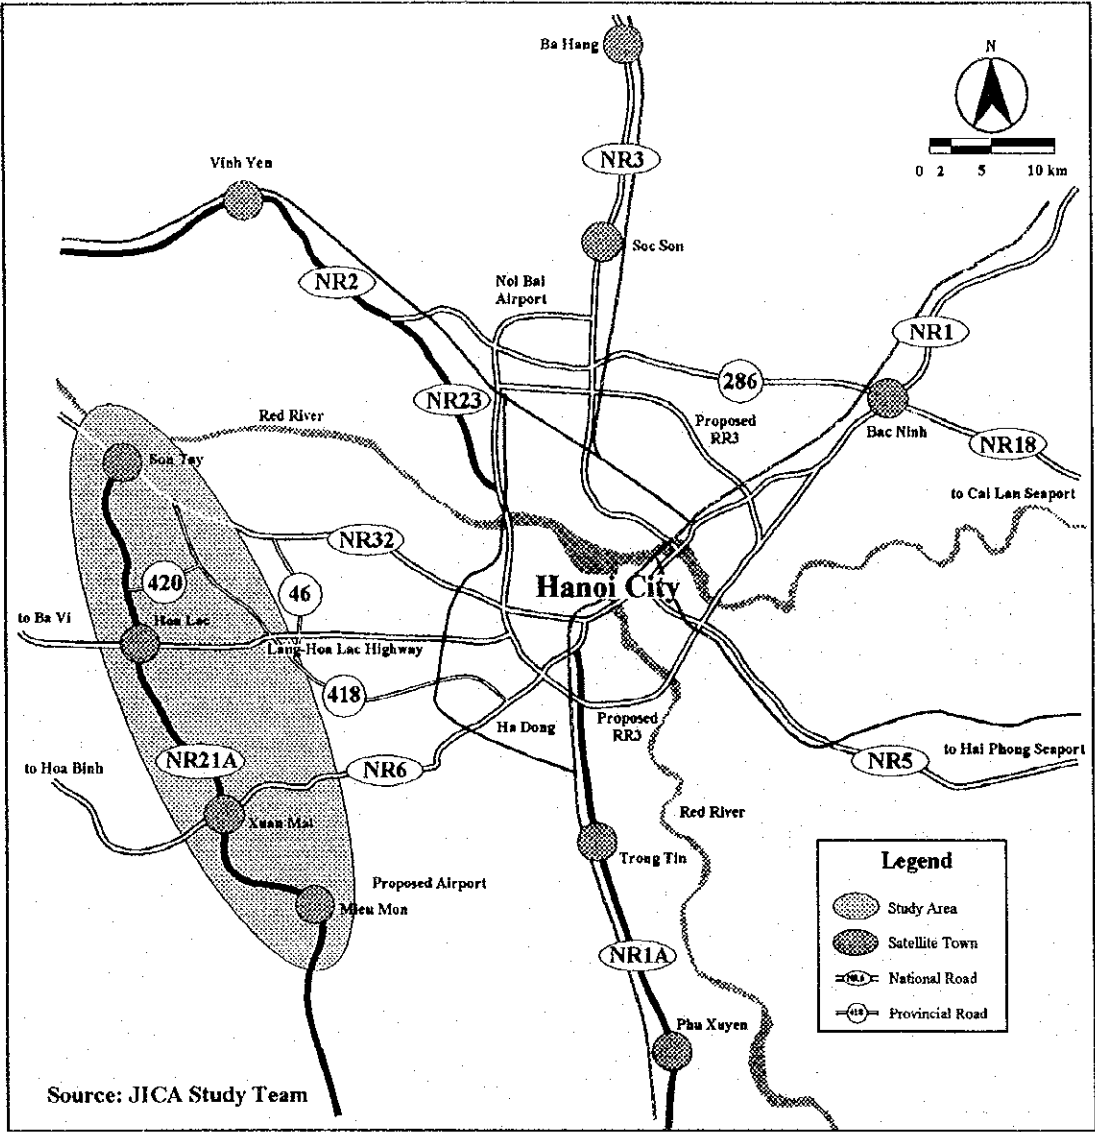 Ba Hang
N
NR3
0 2 5 10 km
Vinh Yen
Soc Son
NR2
Noi Bai
Airport
NR1
286
NR23
Red River
Proposed
RR3
Bac Ninh
NR18
Son Tay
to Cai Lan Seaport
NR32
420
46
Hanoi City
to Ba Vi
Hoa Lac
Lang-Hoa Lac Highway
418
Ha Dong
Proposed
RR3
NR21A
to Hoa Binh
NR6
NR5
to Hai Phong Seaport
Xuan Mai
Red River
Trong Tin
Legend
Proposed Airport
Mieu Mon
Study Area
Satellite Town
NR6
National Road
NR1A
418
Provincial Road
Phu Xuyen
Source: JICA Study Team